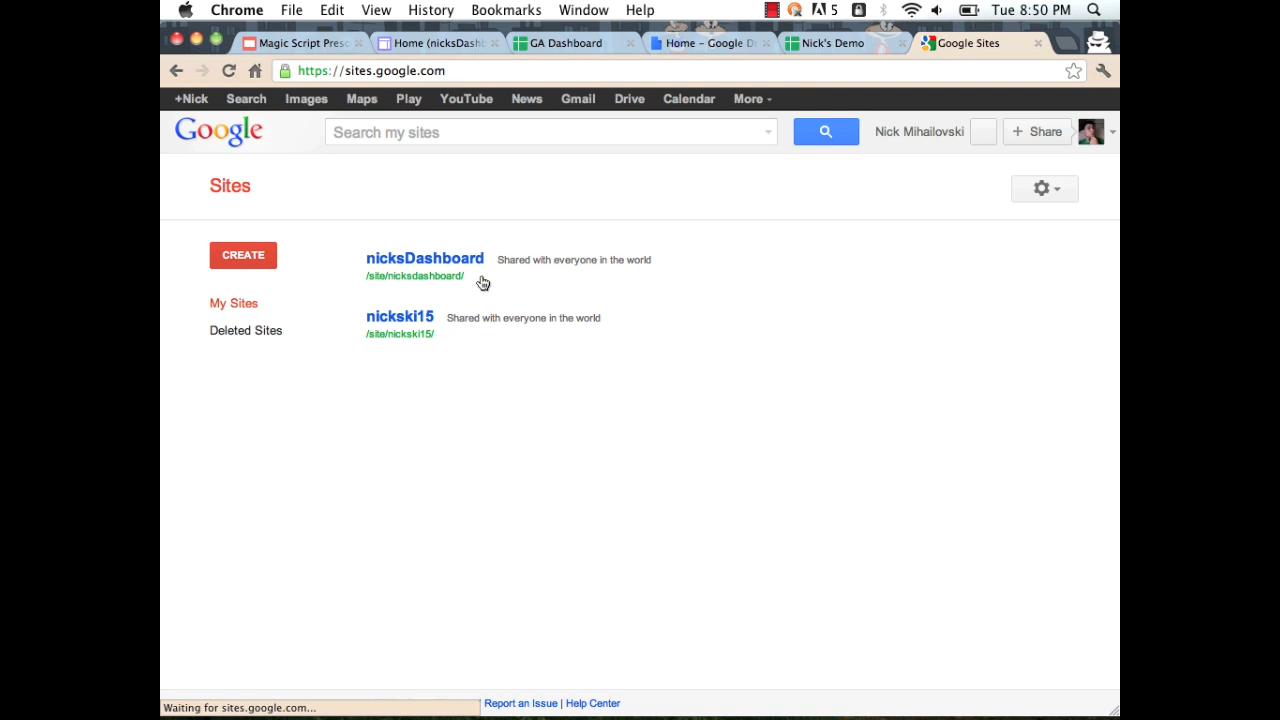 Chrome File Edit View History Bookmarks Window Help 5 Tue 8:50 PM
Magic Script Presc Home (nicksDashb GA Dashboard Home – Google Dr Nick's Demo Google Sites
https://sites.google.com
+Nick Search Images Maps Play YouTube News Gmail Drive Calendar More
Google Search my sites Nick Mihailovski + Share
Sites
CREATE
My Sites
Deleted Sites
nicksDashboard Shared with everyone in the world
/site/nicksdashboard/
nickski15 Shared with everyone in the world
/site/nickski15/
Waiting for sites.google.com... Report an Issue | Help Center